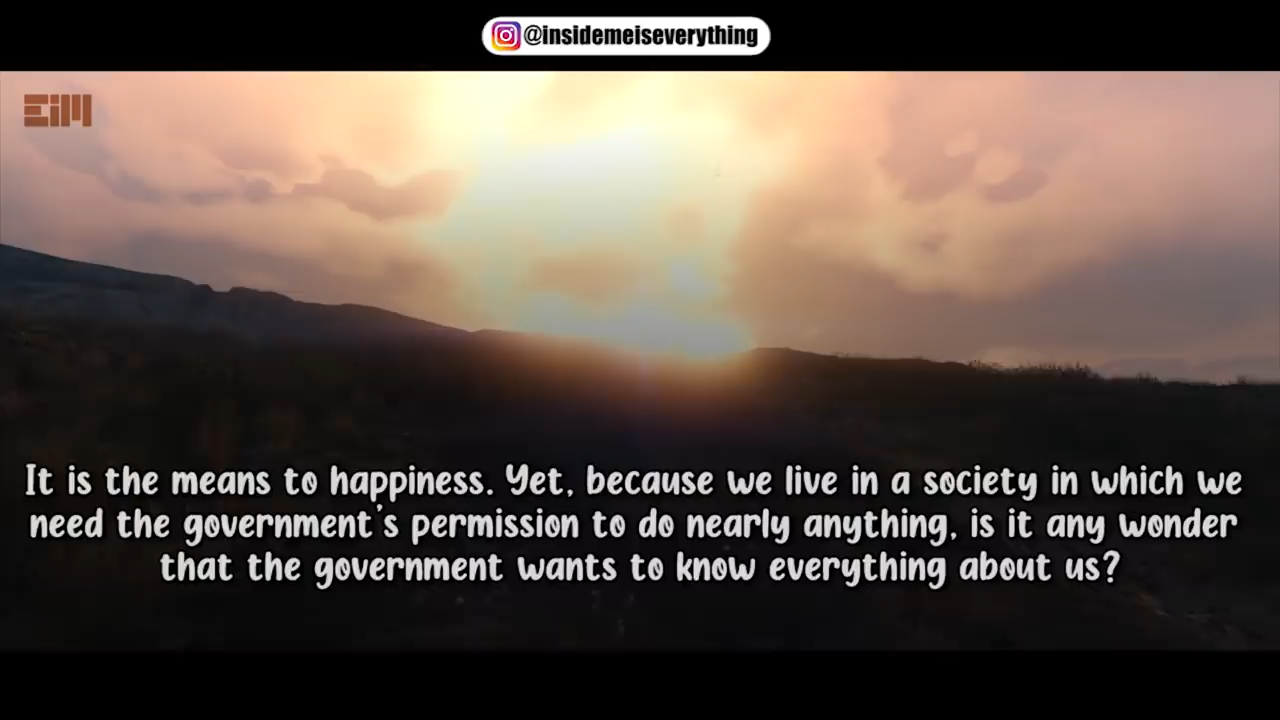 @insidemeiseverything
EiM
It is the means to happiness. Yet, because we live in a society in which we
need the government's permission to do nearly anything, is it any wonder
that the government wants to know everything about us?